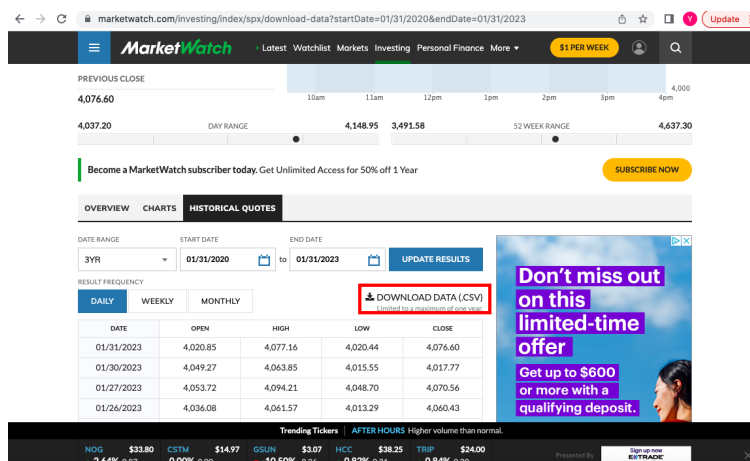 marketwatch.com/investing/index/spx/download-data?startDate=01/31/2020&endDate=01/31/2023
Y
Update
MarketWatch
Latest Watchlist Markets Investing Personal Finance More
$1 PER WEEK
PREVIOUS CLOSE
4,076.60
4,000
10am 11am 12pm 1pm 2pm 3pm 4pm
4,037.20 DAY RANGE 4,148.95 3,491.58 52 WEEK RANGE 4,637.30
Become a MarketWatch subscriber today. Get Unlimited Access for 50% off 1 Year
SUBSCRIBE NOW
OVERVIEW CHARTS HISTORICAL QUOTES
DATE RANGE START DATE END DATE
3YR 01/31/2020 to 01/31/2023 UPDATE RESULTS
RESULT FREQUENCY
DAILY WEEKLY MONTHLY
DOWNLOAD DATA (.CSV)
Limited to a maximum of one year.
DATE OPEN HIGH LOW CLOSE
01/31/2023 4,020.85 4,077.16 4,020.44 4,076.60
01/30/2023 4,049.27 4,063.85 4,015.55 4,017.77
01/27/2023 4,053.72 4,094.21 4,048.70 4,070.56
01/26/2023 4,036.08 4,061.57 4,013.29 4,060.43
Don't miss out
on this
limited-time
offer
Get up to $600
or more with a
qualifying deposit.
Trending Tickers | AFTER HOURS Higher volume than normal.
NOG $33.80 CSTM $14.97 GSUN $3.07 HCC $38.25 TRIP $24.00
Presented By
Sign up now
E*TRADE